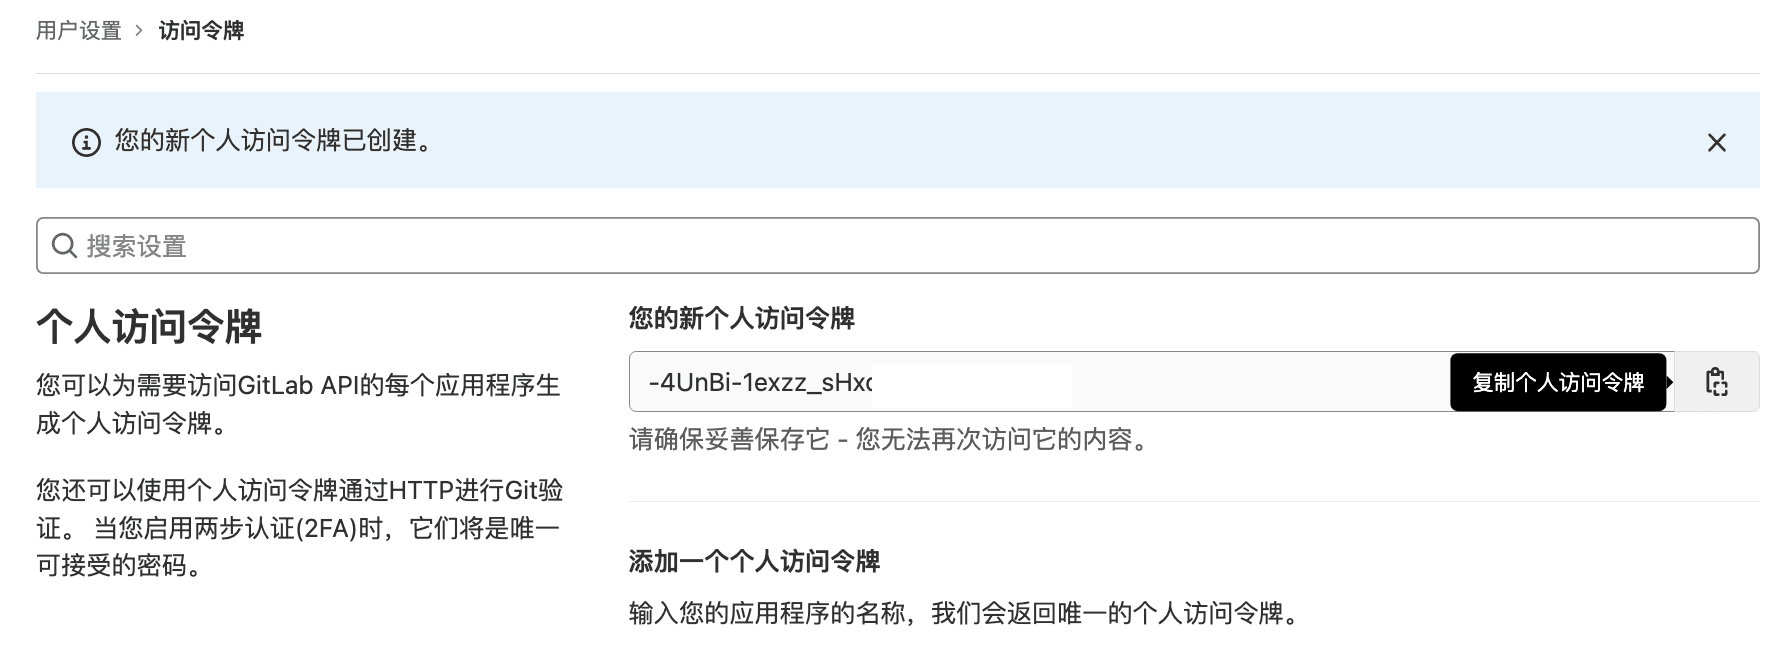 用户设置 > 访问令牌
您的新个人访问令牌已创建。
搜索设置
个人访问令牌
您可以为需要访问GitLab API的每个应用程序生
成个人访问令牌。
您还可以使用个人访问令牌通过HTTP进行Git验
证。 当您启用两步认证(2FA)时，它们将是唯一
可接受的密码。
您的新个人访问令牌
-4UnBi-1exzz_sHx
复制个人访问令牌
请确保妥善保存它 - 您无法再次访问它的内容。
添加一个个人访问令牌
输入您的应用程序的名称，我们会返回唯一的个人访问令牌。